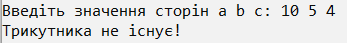 Введіть значення сторін a b c: 10 5 4
Трикутника не існує!